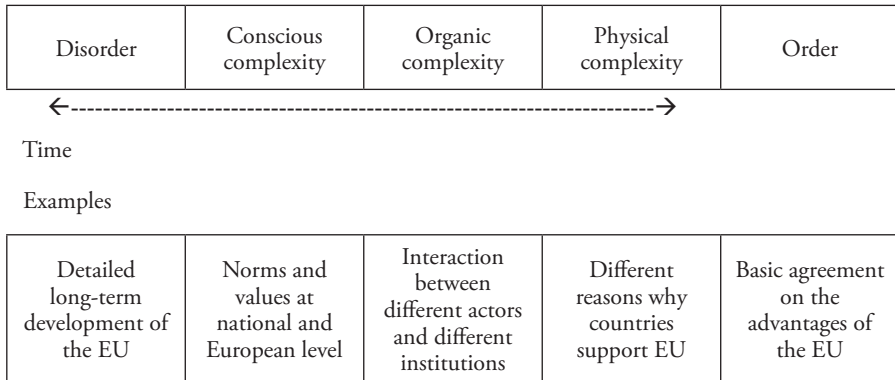 Disorder
Conscious
complexity
Organic
complexity
Physical
complexity
Order
Time
Examples
Detailed
long-term
development of
the EU
Norms and
values at
national and
European level
Interaction
between
different actors
and different
institutions
Different
reasons why
countries
support EU
Basic agreement
on the
advantages of
the EU